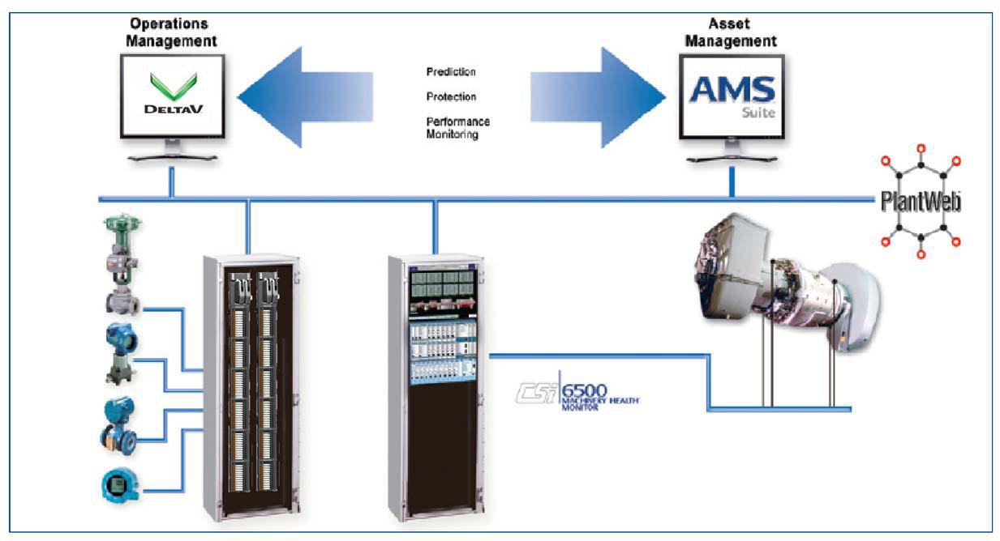 Operations
Management
DELTAV
Prediction
Protection
Performance
Monitoring
Asset
Management
AMS
Suite
PlantWeb
CSi 6500
MACHINERY HEALTH
MONITOR